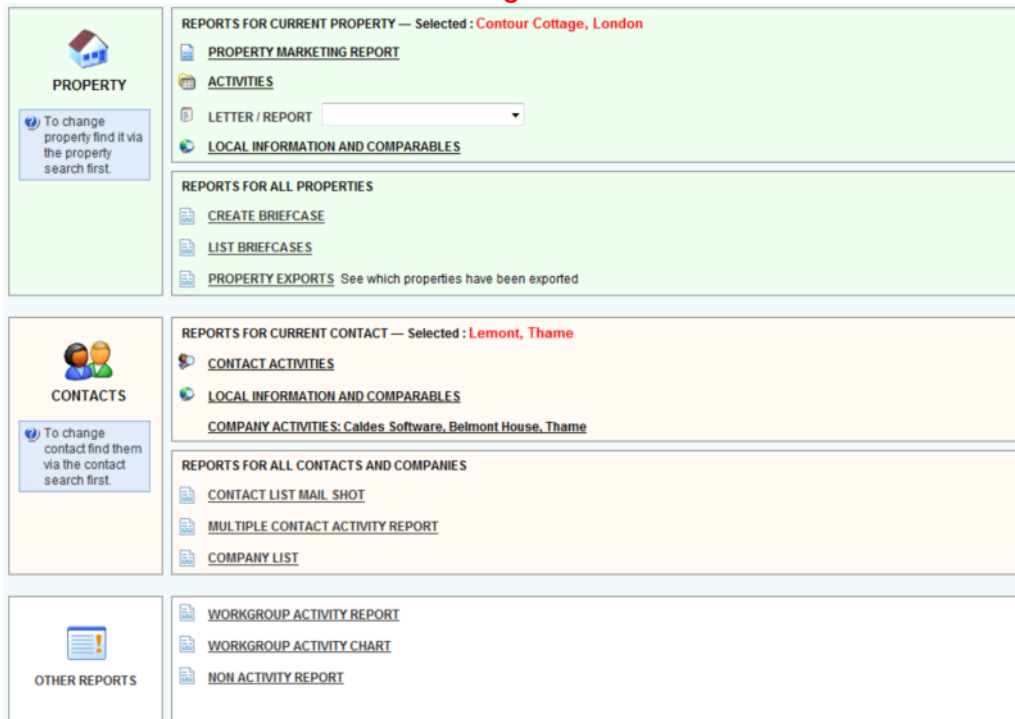 REPORTS FOR CURRENT PROPERTY — Selected : Contour Cottage, London
PROPERTY MARKETING REPORT
PROPERTY
ACTIVITIES
LETTER / REPORT
To change
property find it via
the property
search first.
LOCAL INFORMATION AND COMPARABLES
REPORTS FOR ALL PROPERTIES
CREATE BRIEFCASE
LIST BRIEFCASES
PROPERTY EXPORTS See which properties have been exported
REPORTS FOR CURRENT CONTACT — Selected : Lemont, Thame
CONTACT ACTIVITIES
CONTACTS
LOCAL INFORMATION AND COMPARABLES
COMPANY ACTIVITIES: Caldes Software, Belmont House, Thame
To change
contact find them
via the contact
search first.
REPORTS FOR ALL CONTACTS AND COMPANIES
CONTACT LIST MAIL SHOT
MULTIPLE CONTACT ACTIVITY REPORT
COMPANY LIST
WORKGROUP ACTIVITY REPORT
WORKGROUP ACTIVITY CHART
OTHER REPORTS
NON ACTIVITY REPORT